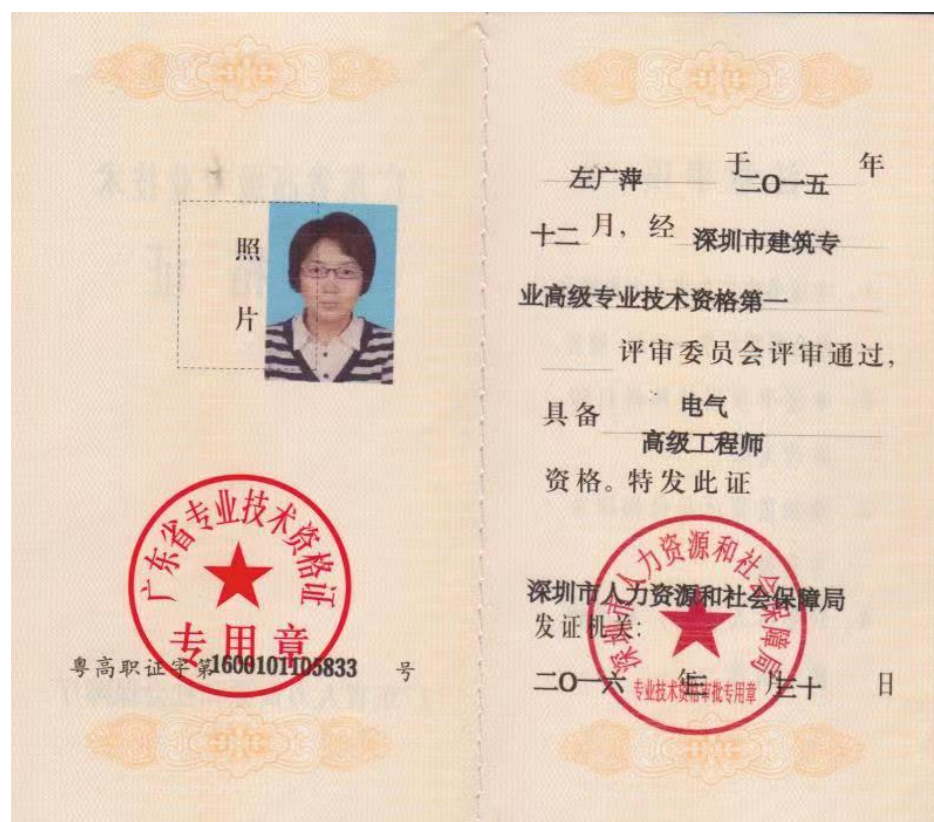 照
片
广东省专业技术资格证
专用章
粤高职证字第1600101105833号
左广萍 于二〇一五年
十二月，经 深圳市建筑专
业高级专业技术资格第一
评审委员会评审通过，
具备 电气
高级工程师
资格。特发此证
深圳市人力资源和社会保障局
发证机关：
二〇一六 年三月三十日
深圳市人力资源和社会保障局
专业技术资格审批专用章